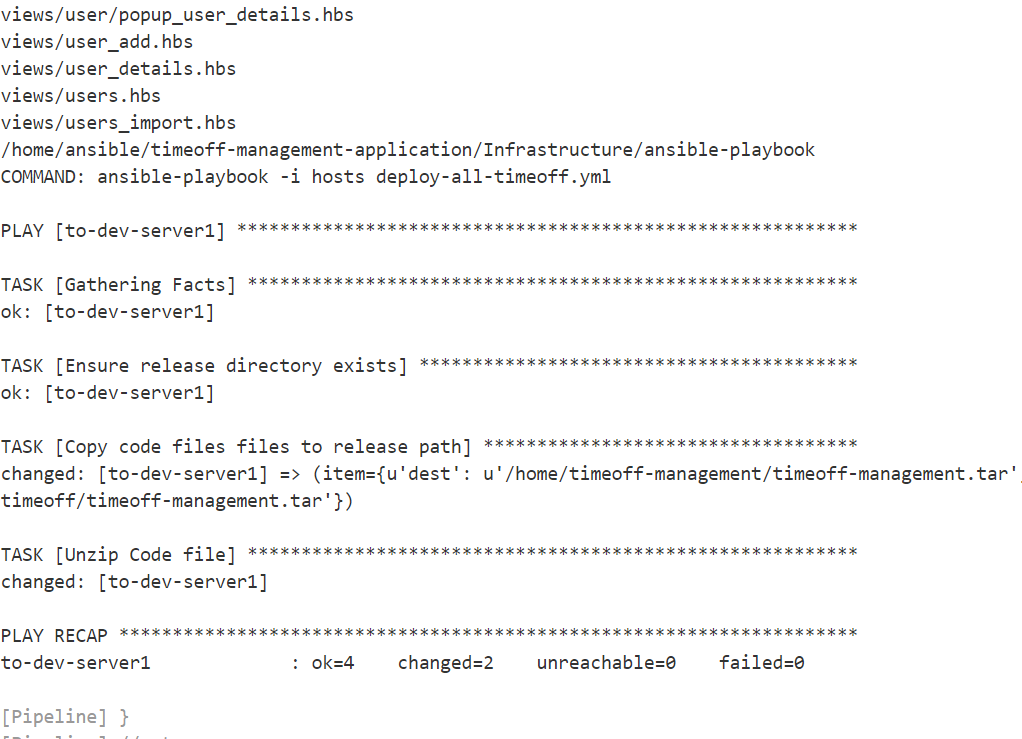 views/user/popup_user_details.hbs
views/user_add.hbs
views/user_details.hbs
views/users.hbs
views/users_import.hbs
/home/ansible/timeoff-management-application/Infrastructure/ansible-playbook
COMMAND: ansible-playbook -i hosts deploy-all-timeoff.yml
PLAY [to-dev-server1] **********************************************************
TASK [Gathering Facts] *********************************************************
ok: [to-dev-server1]
TASK [Ensure release directory exists] *****************************************
ok: [to-dev-server1]
TASK [Copy code files files to release path] ***********************************
changed: [to-dev-server1] => (item={u'dest': u'/home/timeoff-management/timeoff-management.tar',
timeoff/timeoff-management.tar'})
TASK [Unzip Code file] *********************************************************
changed: [to-dev-server1]
PLAY RECAP *********************************************************************
to-dev-server1             : ok=4    changed=2    unreachable=0    failed=0
[Pipeline] }